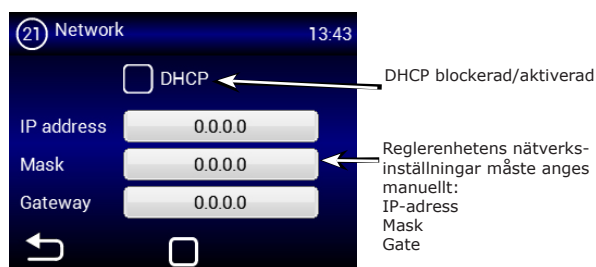 21 Network 13:43
DHCP
DHCP blockerad/aktiverad
IP address 0.0.0.0
Mask 0.0.0.0
Gateway 0.0.0.0
Reglerenhetens nätverks-
inställningar måste anges
manuellt:
IP-adress
Mask
Gate